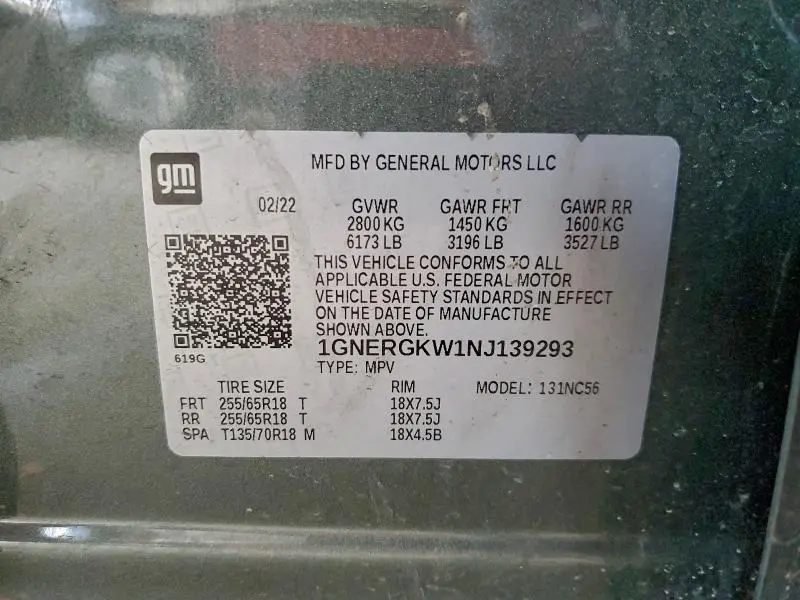 gm
MFD BY GENERAL MOTORS LLC
02/22 GVWR GAWR FRT GAWR RR
2800 KG 1450 KG 1600 KG
6173 LB 3196 LB 3527 LB
THIS VEHICLE CONFORMS TO ALL
APPLICABLE U.S. FEDERAL MOTOR
VEHICLE SAFETY STANDARDS IN EFFECT
ON THE DATE OF MANUFACTURE
SHOWN ABOVE.
1GNERGKW1NJ139293
619G
TYPE: MPV
TIRE SIZE RIM MODEL: 131NC56
FRT 255/65R18 T 18X7.5J
RR 255/65R18 T 18X7.5J
SPA T135/70R18 M 18X4.5B